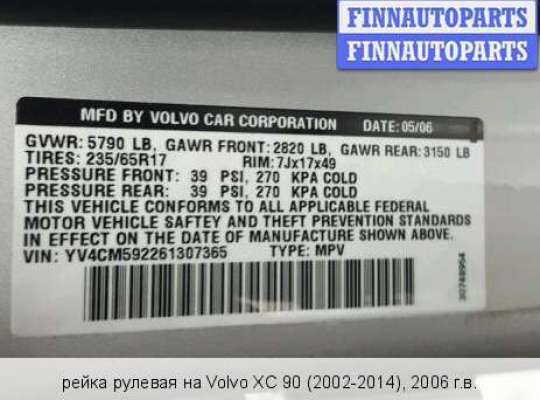 FINNAUTOPARTS
FINNAUTOPARTS
MFD BY VOLVO CAR CORPORATION DATE: 05/06
GVWR: 5790 LB, GAWR FRONT: 2820 LB, GAWR REAR: 3150 LB
TIRES: 235/65R17 RIM: 7Jx17x49
PRESSURE FRONT: 39 PSI, 270 KPA COLD
PRESSURE REAR: 39 PSI, 270 KPA COLD
THIS VEHICLE CONFORMS TO ALL APPLICABLE FEDERAL
MOTOR VEHICLE SAFTEY AND THEFT PREVENTION STANDARDS
IN EFFECT ON THE DATE OF MANUFACTURE SHOWN ABOVE.
VIN: YV4CM592261307365 TYPE: MPV
30748954
рейка рулевая на Volvo XC 90 (2002-2014), 2006 г.в.